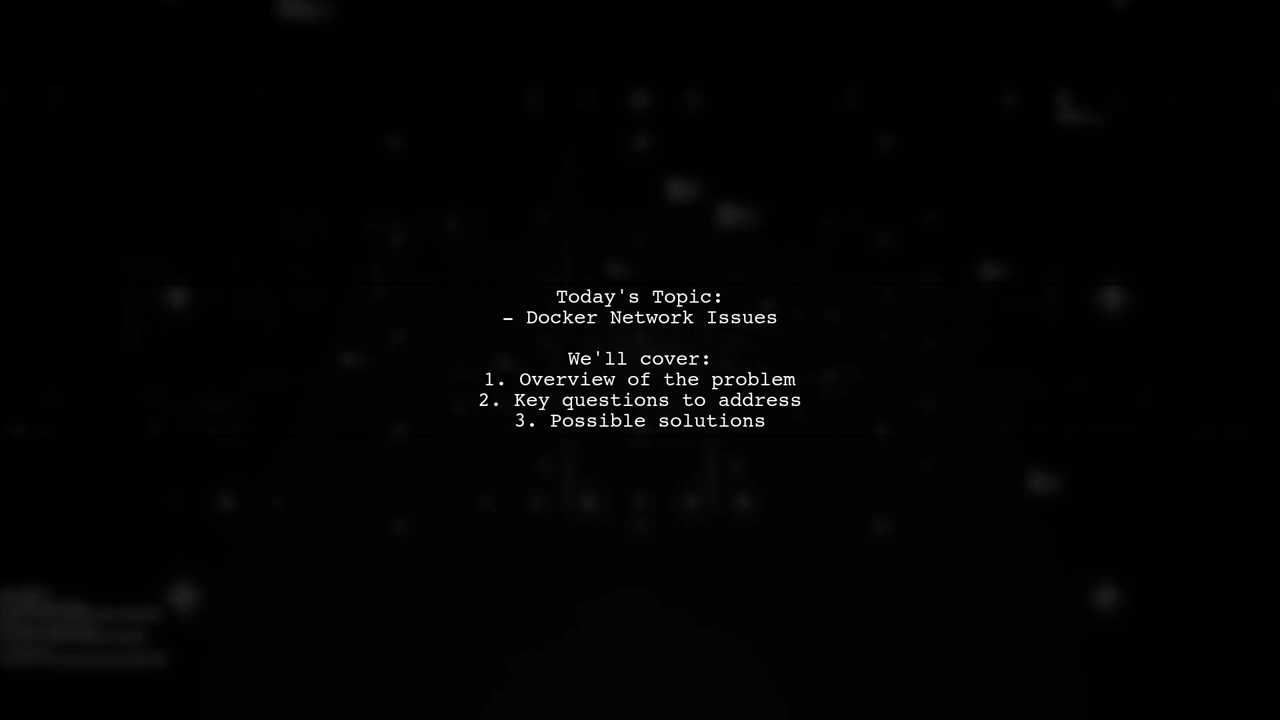 Today's Topic:
– Docker Network Issues
We'll cover:
1. Overview of the problem
2. Key questions to address
3. Possible solutions